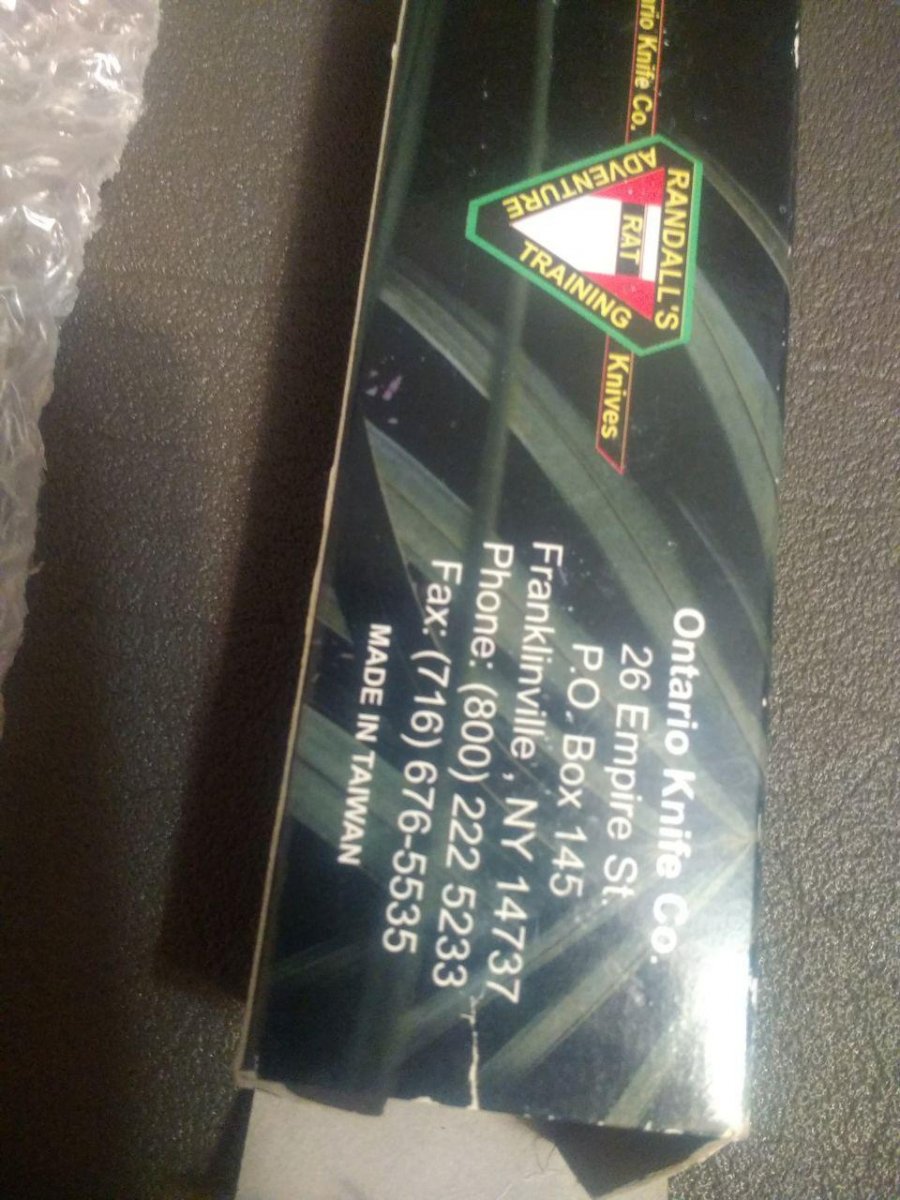 ario Knife Co.
RANDALL'S
ADVENTURE
TRAINING
RAT
Knives
Ontario Knife Co.
26 Empire St.
P.O. Box 145
Franklinville , NY 14737
Phone: (800) 222 5233
Fax: (716) 676-5535
MADE IN TAIWAN